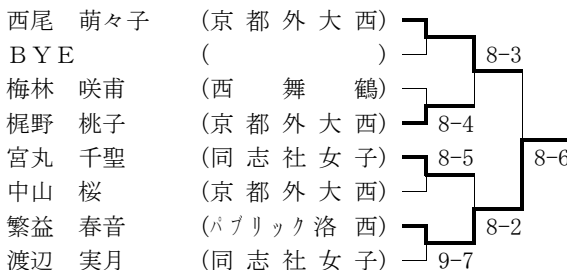 西尾 萌々子 (京都外大西)
BYE ( ) 8-3
梅林 咲甫 (西舞鶴)
梶野 桃子 (京都外大西) 8-4
宮丸 千聖 (同志社女子) 8-5 8-6
中山 桜 (京都外大西)
繁益 春音 (パブリック洛西) 8-2
渡辺 実月 (同志社女子) 9-7